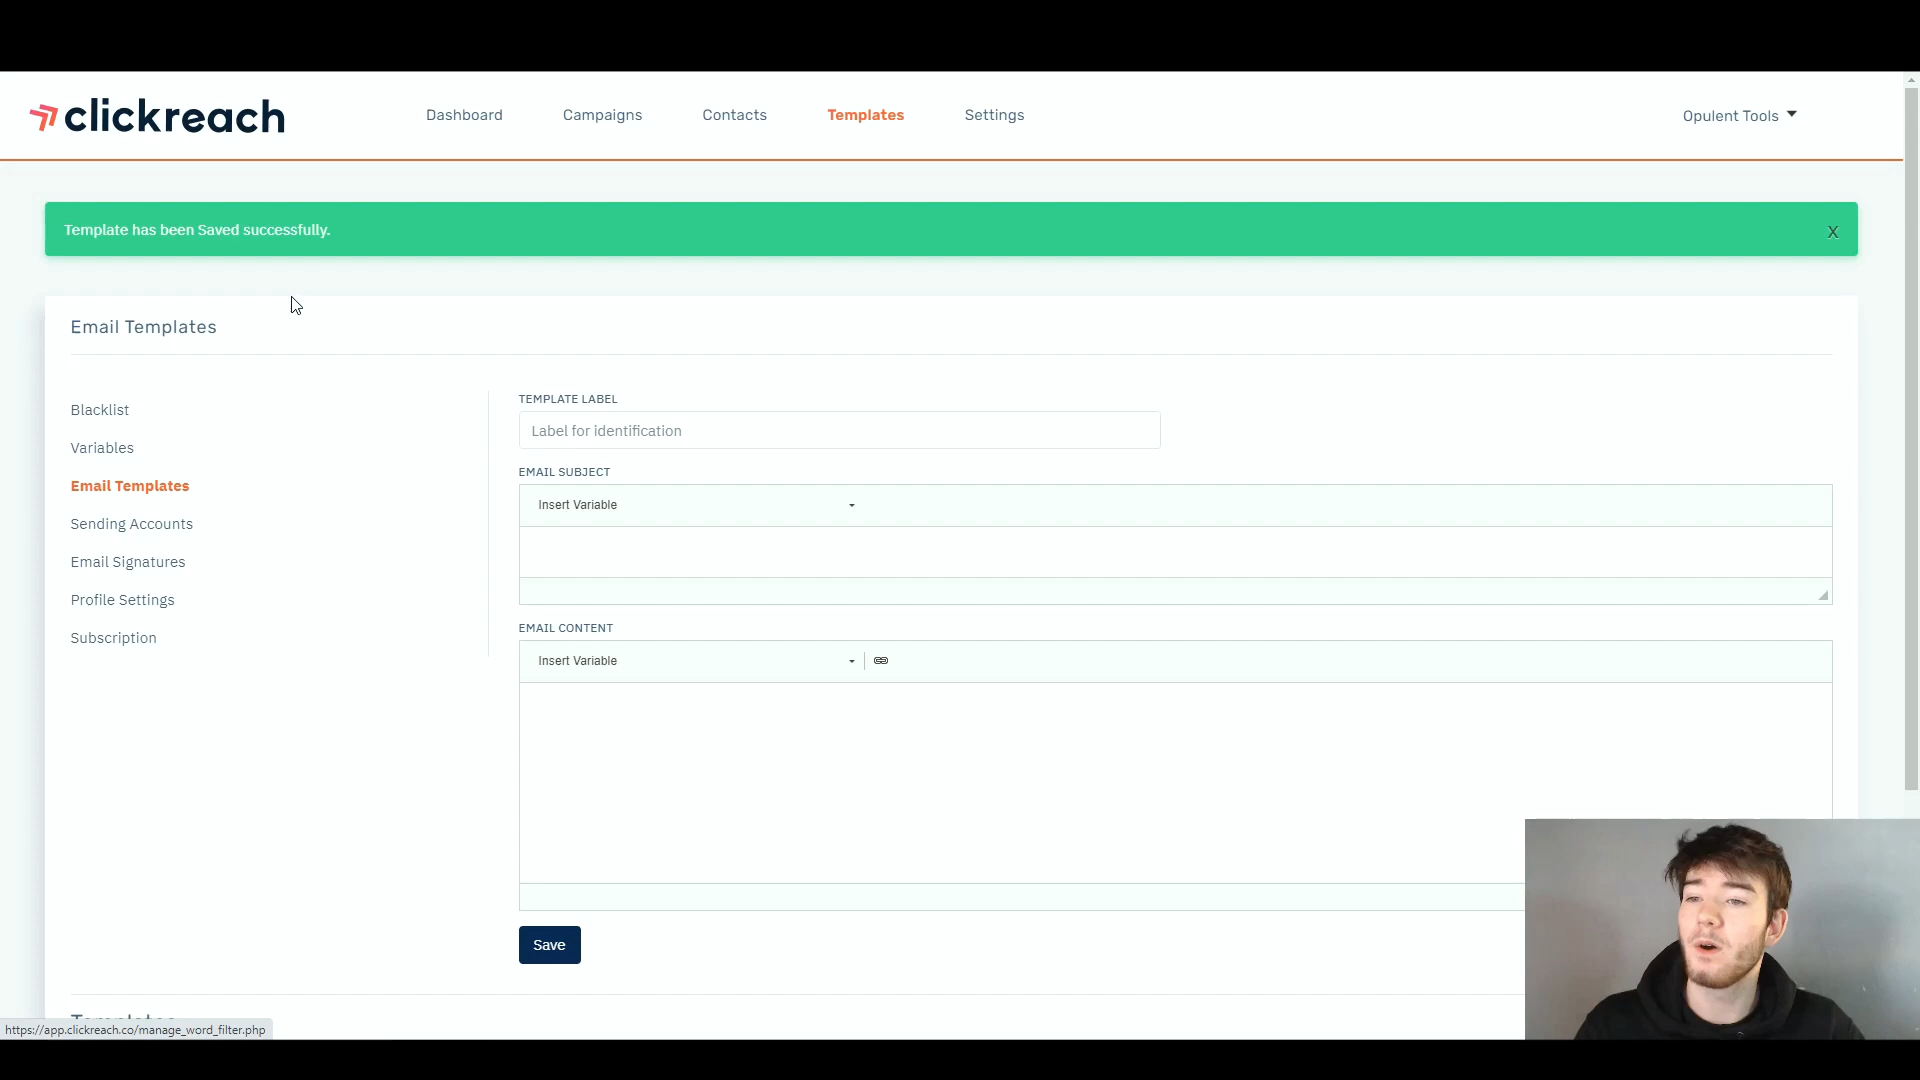 clickreach
Dashboard
Campaigns
Contacts
Templates
Settings
Opulent Tools
Template has been Saved successfully.
X
Email Templates
Blacklist
Variables
Email Templates
Sending Accounts
Email Signatures
Profile Settings
Subscription
TEMPLATE LABEL
Label for identification
EMAIL SUBJECT
Insert Variable
EMAIL CONTENT
Insert Variable
Save
Templates
https://app.clickreach.co/manage_word_filter.php